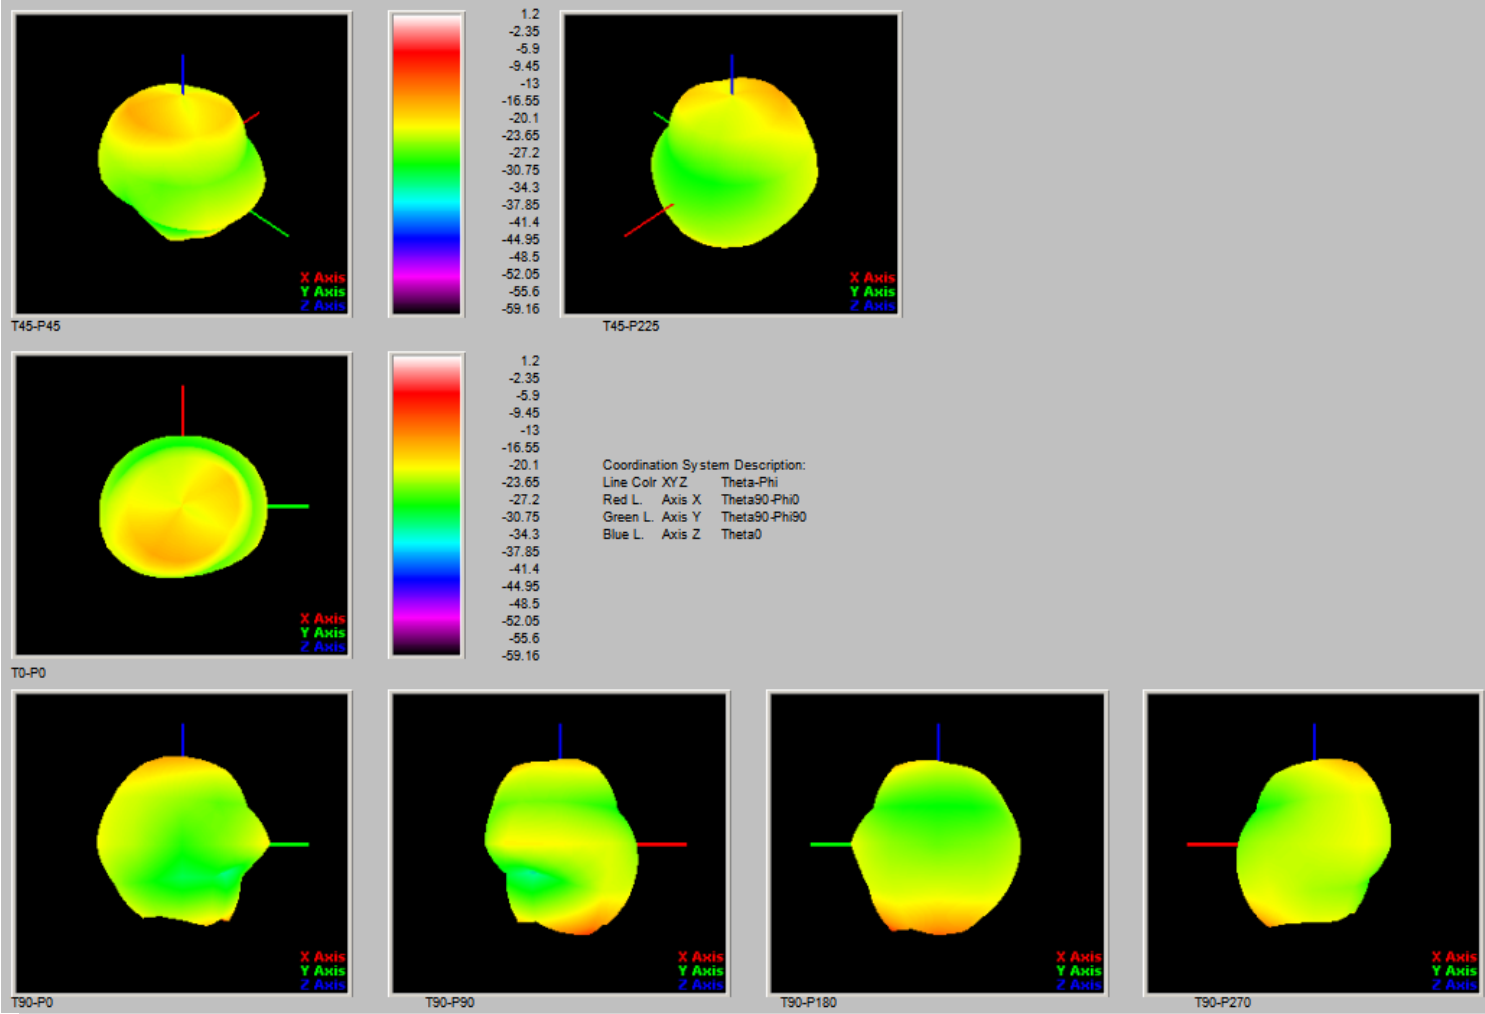 1.2
-2.35
-5.9
-9.45
-13
-16.55
-20.1
-23.65
-27.2
-30.75
-34.3
-37.85
-41.4
-44.95
-48.5
-52.05
-55.6
-59.16
X Axis
Y Axis
Z Axis
X Axis
Y Axis
Z Axis
T45-P45
T45-P225
1.2
-2.35
-5.9
-9.45
-13
-16.55
-20.1
-23.65
-27.2
-30.75
-34.3
-37.85
-41.4
-44.95
-48.5
-52.05
-55.6
-59.16
Coordination System Description:
Line Colr XYZ Theta-Phi
Red L. Axis X Theta90-Phi0
Green L. Axis Y Theta90-Phi90
Blue L. Axis Z Theta0
X Axis
Y Axis
Z Axis
T0-P0
X Axis
Y Axis
Z Axis
X Axis
Y Axis
Z Axis
X Axis
Y Axis
Z Axis
X Axis
Y Axis
Z Axis
T90-P0
T90-P90
T90-P180
T90-P270